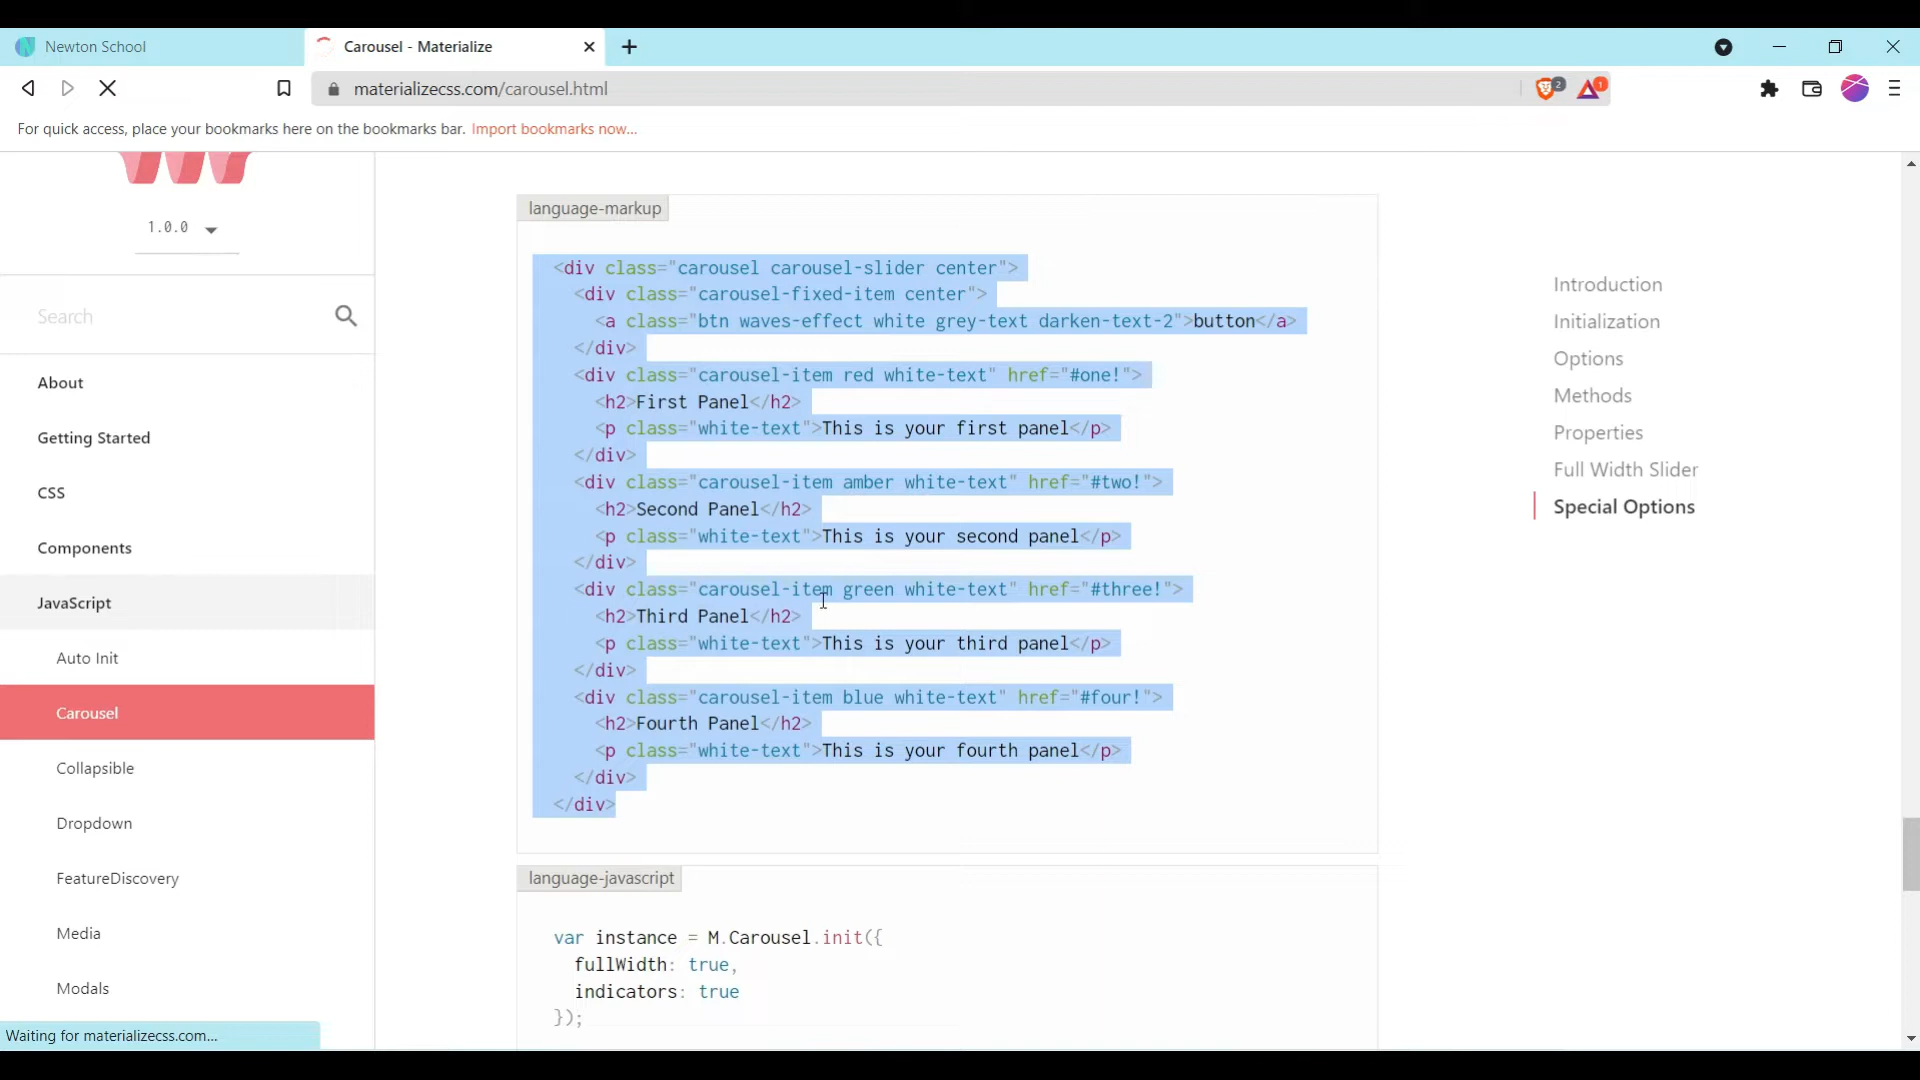 Newton School
Carousel - Materialize
materializecss.com/carousel.html
2
1
For quick access, place your bookmarks here on the bookmarks bar. Import bookmarks now...
1.0.0
Search
About
Getting Started
CSS
Components
JavaScript
Auto Init
Carousel
Collapsible
Dropdown
FeatureDiscovery
Media
Modals
Waiting for materializecss.com...
language-markup
<div class="carousel carousel-slider center">
<div class="carousel-fixed-item center">
<a class="btn waves-effect white grey-text darken-text-2">button</a>
</div>
<div class="carousel-item red white-text" href="#one!">
<h2>First Panel</h2>
<p class="white-text">This is your first panel</p>
</div>
<div class="carousel-item amber white-text" href="#two!">
<h2>Second Panel</h2>
<p class="white-text">This is your second panel</p>
</div>
<div class="carousel-item green white-text" href="#three!">
<h2>Third Panel</h2>
<p class="white-text">This is your third panel</p>
</div>
<div class="carousel-item blue white-text" href="#four!">
<h2>Fourth Panel</h2>
<p class="white-text">This is your fourth panel</p>
</div>
</div>
language-javascript
var instance = M.Carousel.init({
fullWidth: true,
indicators: true
});
Introduction
Initialization
Options
Methods
Properties
Full Width Slider
Special Options